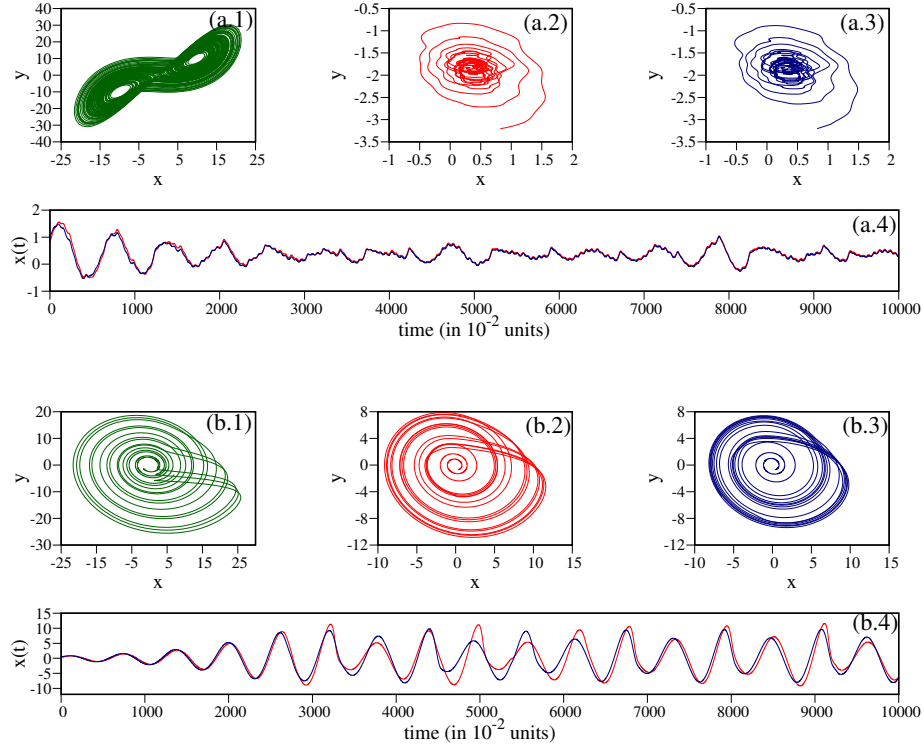 (a.1) (a.2) (a.3)
40 30 20 10 0 -10 -20 -30 -40
y
-25 -15 -5 5 15 25
x
-0.5 -1 -1.5 -2 -2.5 -3 -3.5
y
-1 -0.5 0 0.5 1 1.5 2
x
-0.5 -1 -1.5 -2 -2.5 -3 -3.5
y
-1 -0.5 0 0.5 1 1.5 2
x
(a.4)
2 1 0 -1
x(t)
0 1000 2000 3000 4000 5000 6000 7000 8000 9000 10000
time (in 10⁻² units)
(b.1) (b.2) (b.3)
20 10 0 -10 -20 -30
y
-25 -15 -5 5 15 25
x
8 4 0 -4 -8 -12
y
-10 -5 0 5 10 15
x
8 4 0 -4 -8 -12
y
-10 -5 0 5 10 15
x
(b.4)
15 10 5 0 -5 -10
x(t)
0 1000 2000 3000 4000 5000 6000 7000 8000 9000 10000
time (in 10⁻² units)